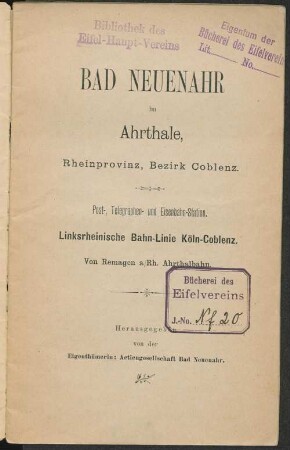 Bibliothek des
Eifel-Haupt-Vereins
Eigentum der
Bücherei des Eifelvereins
Lit. No.
BAD NEUENAHR
im
Ahrthale,
Rheinprovinz, Bezirk Coblenz.
Post-, Telegraphen- und Eisenbahn-Station.
Linksrheinische Bahn-Linie Köln-Coblenz.
Von Remagen a/Rh. Ahrthalbahn.
Bücherei des
Eifelvereins
J.-No. Nf 20
Herausgegeben
von der
Eigenthümerin: Actiengesellschaft Bad Neuenahr.